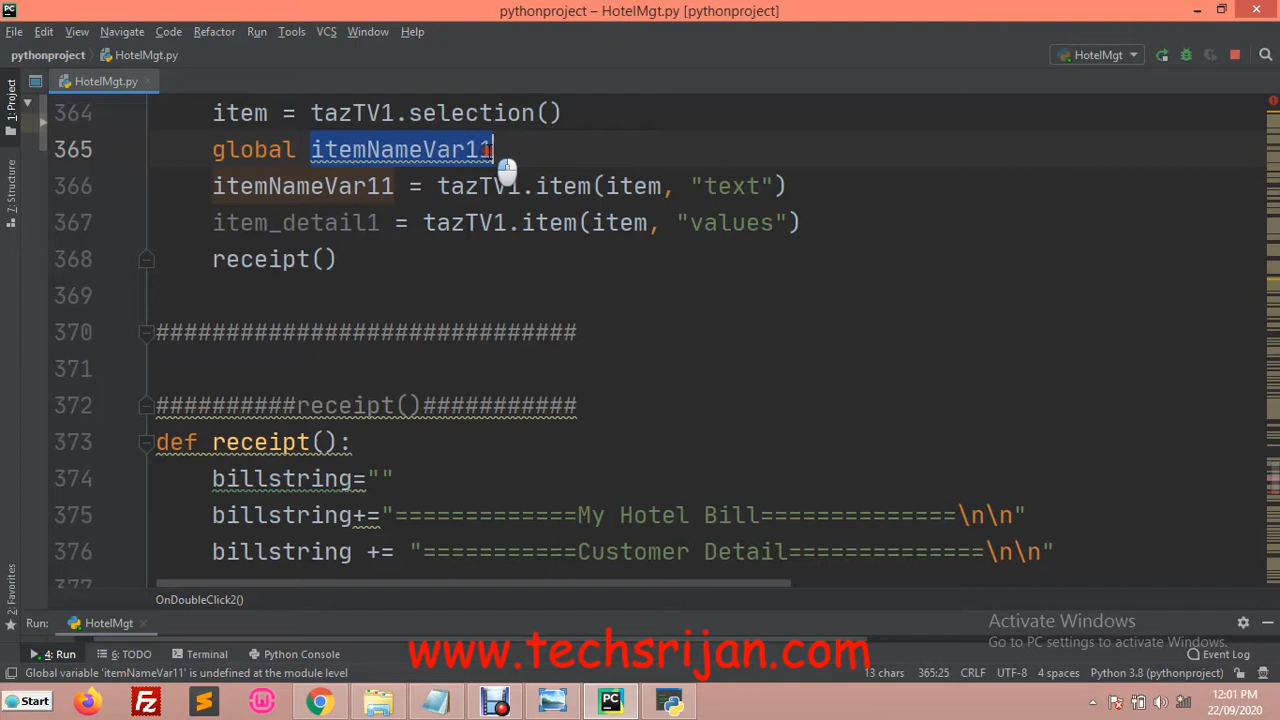 pythonproject – HotelMgt.py [pythonproject]
File Edit View Navigate Code Refactor Run Tools VCS Window Help
pythonproject HotelMgt.py HotelMgt
HotelMgt.py
1: Project
7: Structure
2: Favorites
364 item = tazTV1.selection()
365 global itemNameVar11
366 itemNameVar11 = tazTV1.item(item, "text")
367 item_detail1 = tazTV1.item(item, "values")
368 receipt()
369
370 ##############################
371
372 ##########receipt()###########
373 def receipt():
374 billstring=""
375 billstring+="=============My Hotel Bill==============\n\n"
376 billstring += "===========Customer Detail==============\n\n"
377
OnDoubleClick2()
Activate Windows
Go to PC settings to activate Windows.
Run: HotelMgt
www.techsrijan.com
4: Run 6: TODO Terminal Python Console Event Log
Global variable 'itemNameVar11' is undefined at the module level 13 chars 365:25 CRLF UTF-8 4 spaces Python 3.8 (pythonproject)
Start
12:01 PM
22/09/2020